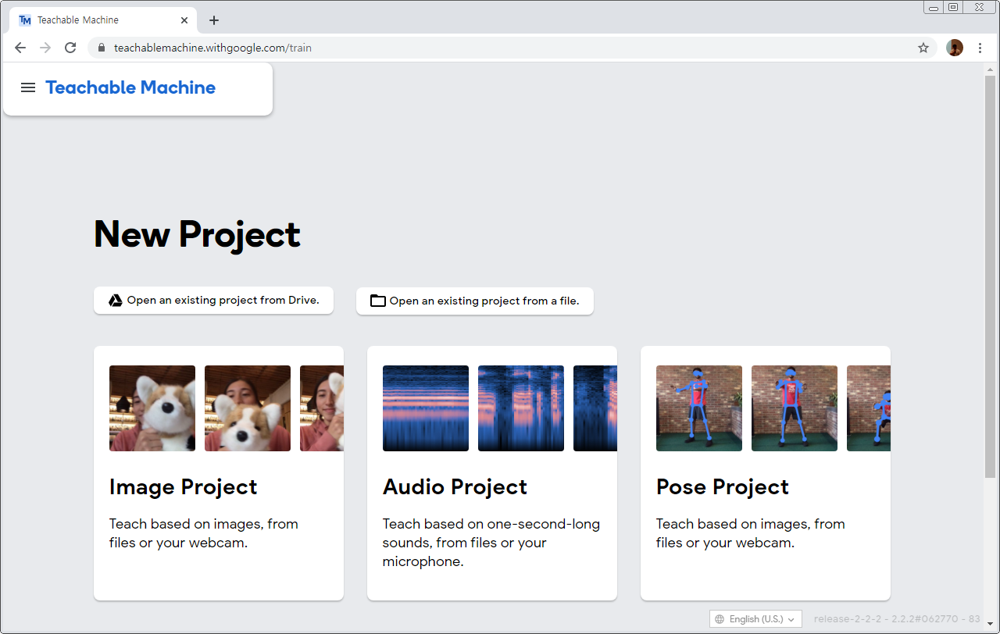 TM Teachable Machine
teachablemachine.withgoogle.com/train
Teachable Machine
New Project
Open an existing project from Drive.
Open an existing project from a file.
Image Project
Teach based on images, from
files or your webcam.
Audio Project
Teach based on one-second-long
sounds, from files or your
microphone.
Pose Project
Teach based on images, from
files or your webcam.
English (U.S.)
release-2-2-2 - 2.2.2#062770 - 83